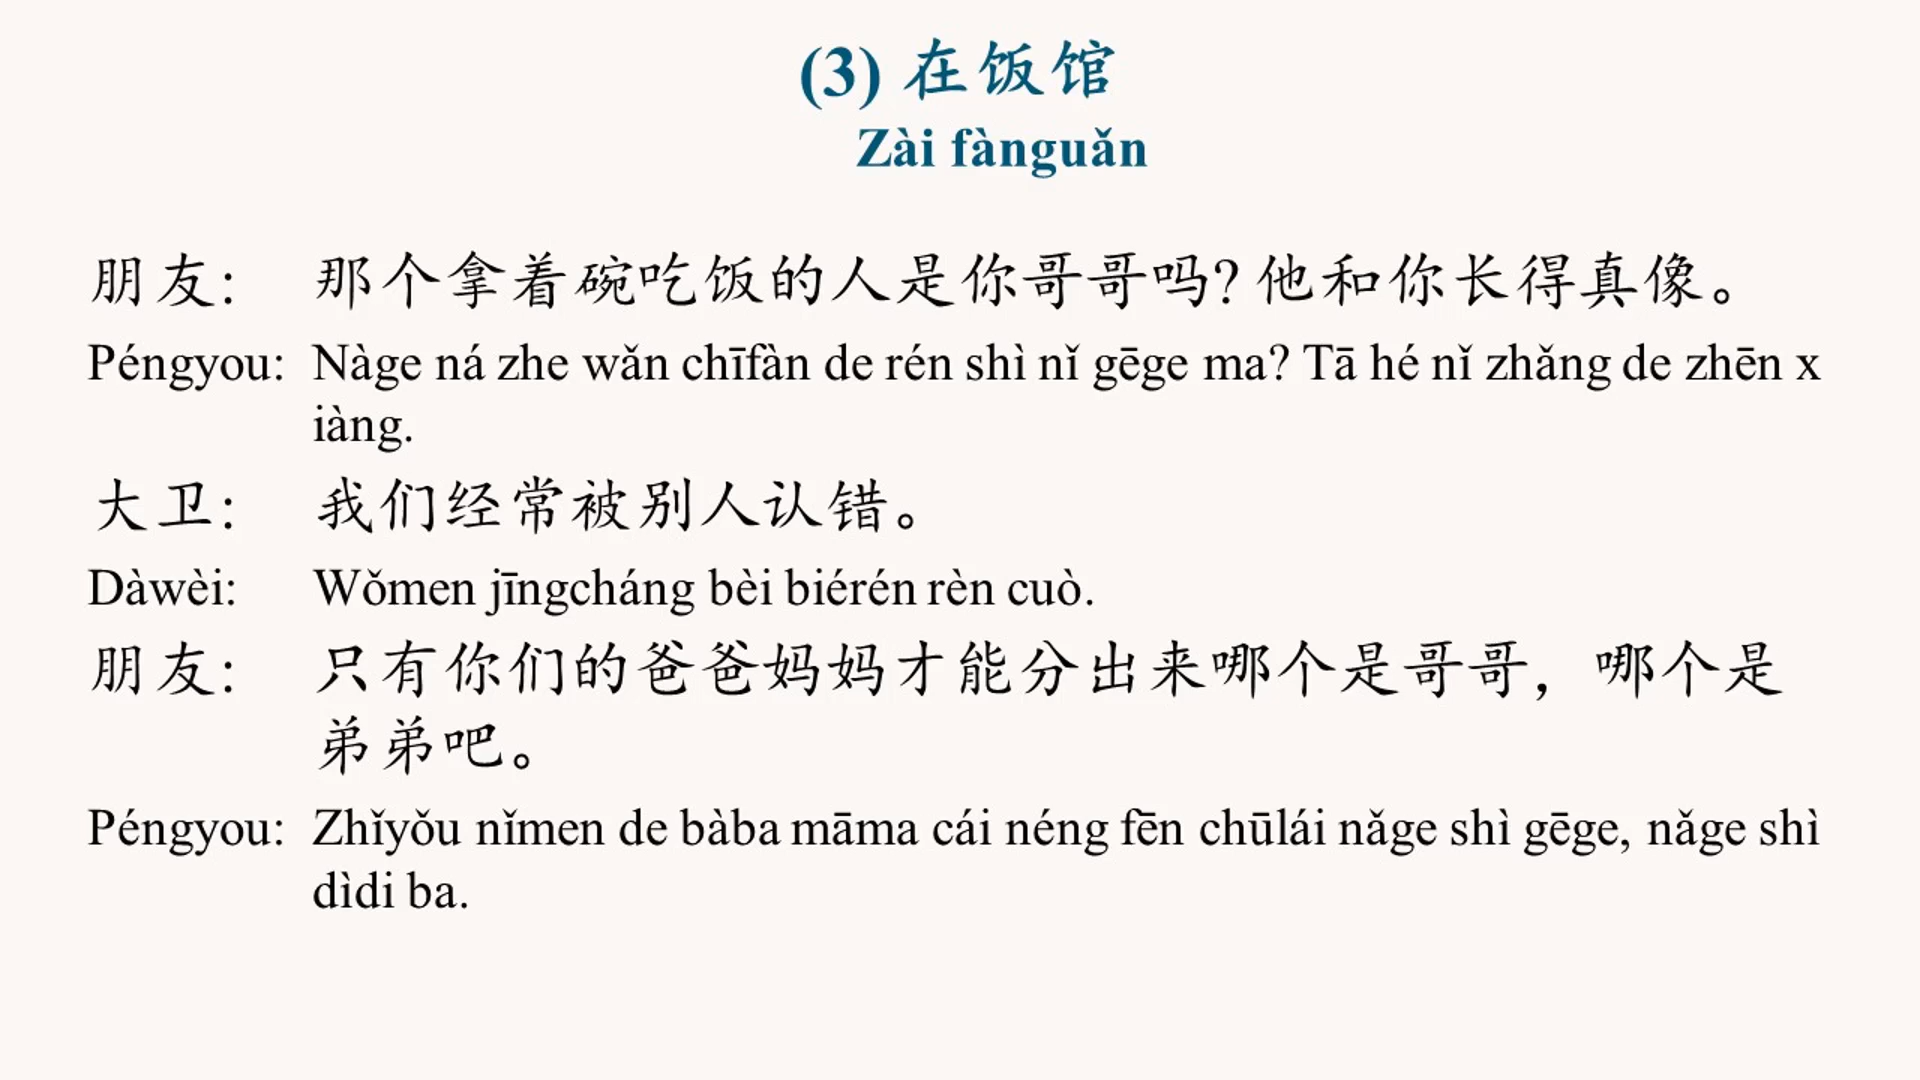 (3) 在饭馆
Zài fànguǎn
朋友: 那个拿着碗吃饭的人是你哥哥吗? 他和你长得真像。
Péngyou: Nàge ná zhe wǎn chīfàn de rén shì nǐ gēge ma? Tā hé nǐ zhǎng de zhēn x
iàng.
大卫: 我们经常被别人认错。
Dàwèi: Wǒmen jīngcháng bèi biérén rèn cuò.
朋友: 只有你们的爸爸妈妈才能分出来哪个是哥哥，哪个是
弟弟吧。
Péngyou: Zhǐyǒu nǐmen de bàba māma cái néng fēn chūlái nǎge shì gēge, nǎge shì
dìdi ba.